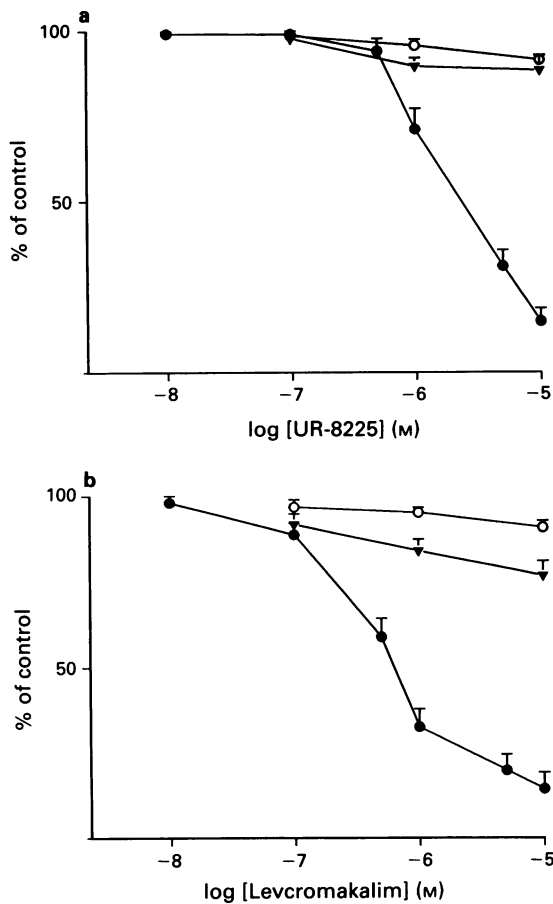 a
100
50
% of control
−8
−7
−6
−5
log [UR-8225] (M)
b
100
50
% of control
−8
−7
−6
−5
log [Levcromakalim] (M)